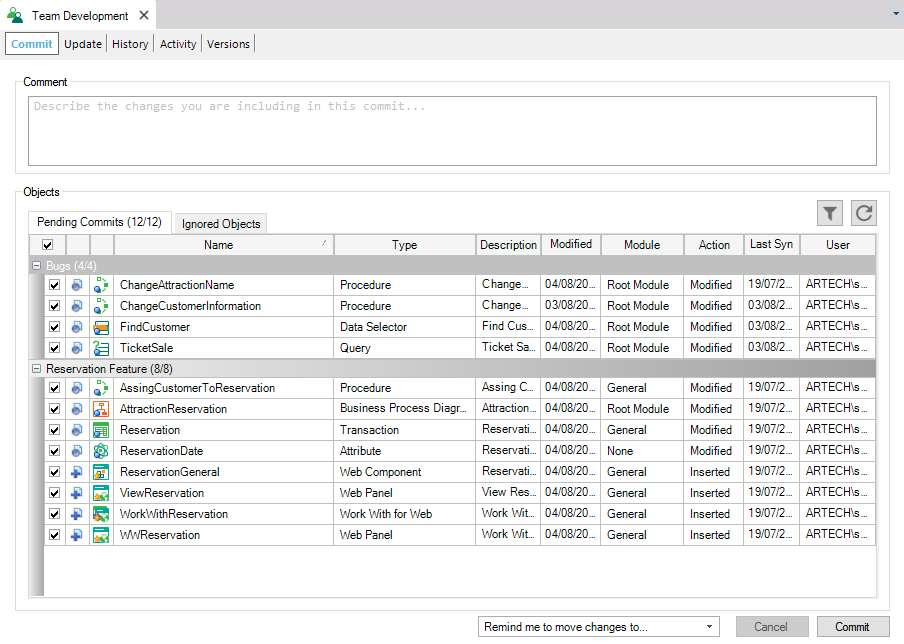 Team Development
Commit Update History Activity Versions
Comment
Describe the changes you are including in this commit...
Objects
Pending Commits (12/12) Ignored Objects
Name Type Description Modified Module Action Last Syn User
Bugs (4/4)
ChangeAttractionName Procedure Change... 04/08/20... Root Module Modified 19/07/2... ARTECH\s...
ChangeCustomerInformation Procedure Change... 03/08/20... Root Module Modified 03/08/2... ARTECH\s...
FindCustomer Data Selector Find Cus... 04/08/20... Root Module Modified 03/08/2... ARTECH\s...
TicketSale Query Ticket Sa... 04/08/20... Root Module Modified 03/08/2... ARTECH\s...
Reservation Feature (8/8)
AssingCustomerToReservation Procedure Assing C... 04/08/20... General Modified 19/07/2... ARTECH\s...
AttractionReservation Business Process Diagr... Attraction... 04/08/20... Root Module Modified 19/07/2... ARTECH\s...
Reservation Transaction Reservati... 04/08/20... General Modified 19/07/2... ARTECH\s...
ReservationDate Attribute Reservati... 04/08/20... None Modified 19/07/2... ARTECH\s...
ReservationGeneral Web Component Reservati... 04/08/20... General Inserted 19/07/2... ARTECH\s...
ViewReservation Web Panel View Res... 04/08/20... General Inserted 19/07/2... ARTECH\s...
WorkWithReservation Work With for Web Work Wit... 04/08/20... General Inserted 19/07/2... ARTECH\s...
WWReservation Web Panel Work Wit... 04/08/20... General Inserted 19/07/2... ARTECH\s...
Remind me to move changes to... Cancel Commit